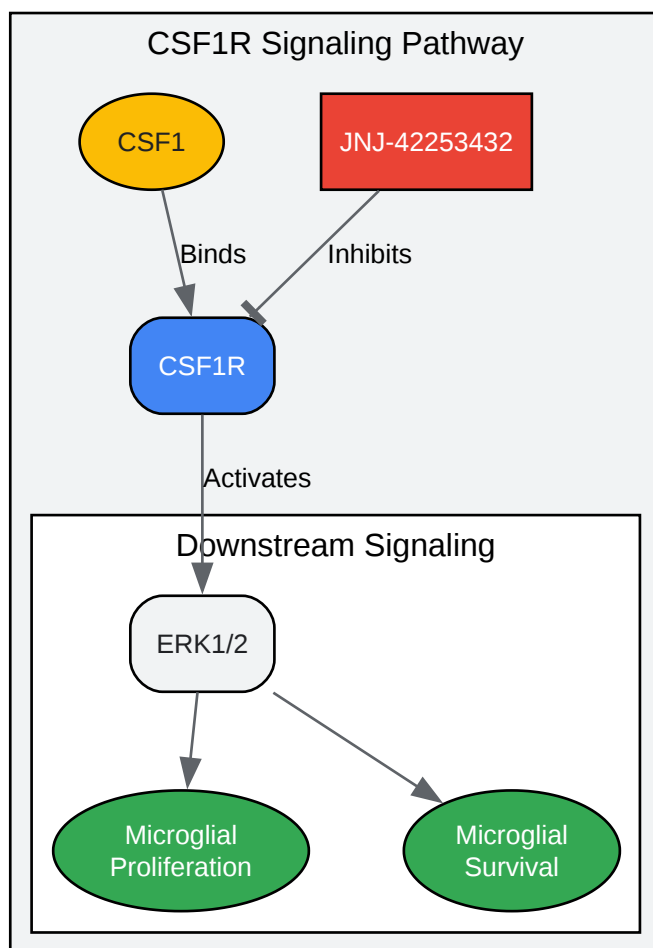 CSF1R Signaling Pathway
CSF1
JNJ-42253432
Binds
Inhibits
CSF1R
Activates
Downstream Signaling
ERK1/2
Microglial
Proliferation
Microglial
Survival